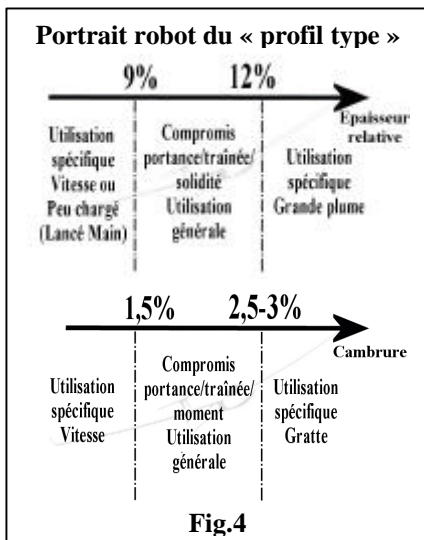 Portrait robot du « profil type »
9%
12%
Epaisseur
relative
Utilisation
spécifique
Vitesse ou
Peu chargé
(Lancé Main)
Compromis
portance/traînée/
solidité
Utilisation
générale
Utilisation
spécifique
Grande plume
1,5%
2,5-3%
Cambrure
Utilisation
spécifique
Vitesse
Compromis
portance/traînée/
moment
Utilisation
générale
Utilisation
spécifique
Gratte
Fig.4